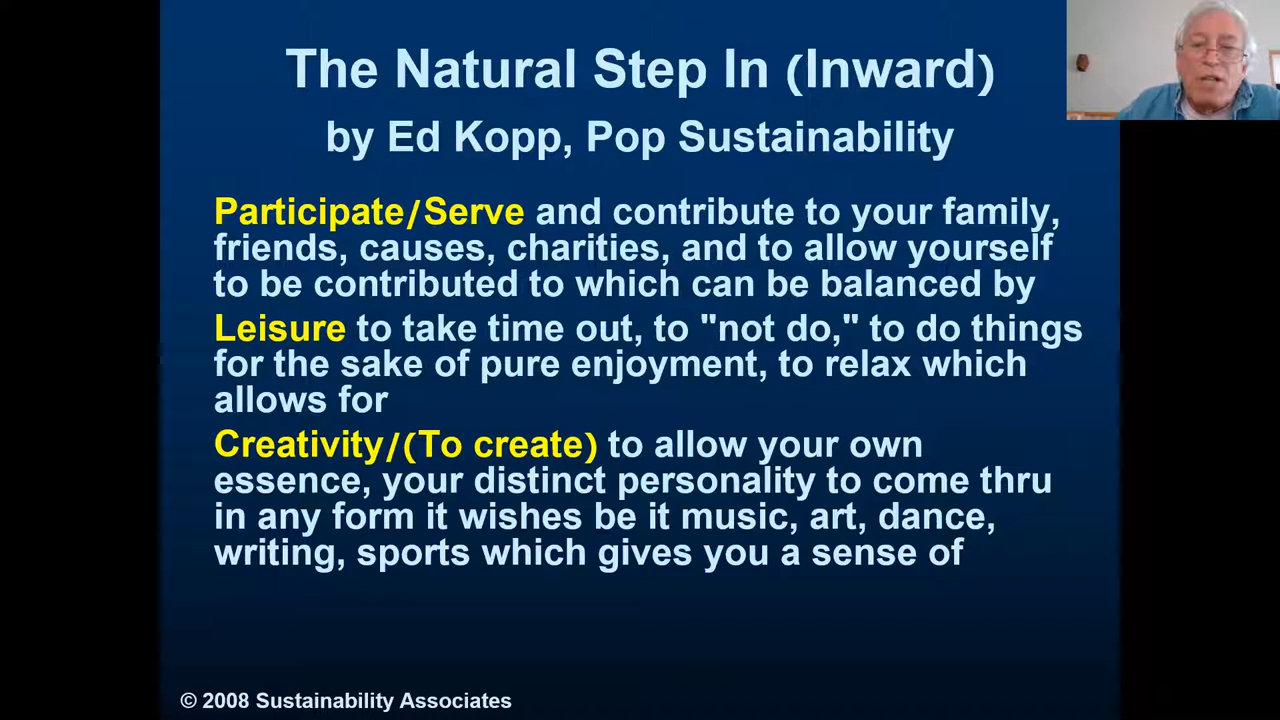 The Natural Step In (Inward)
by Ed Kopp, Pop Sustainability
Participate/Serve and contribute to your family,
friends, causes, charities, and to allow yourself
to be contributed to which can be balanced by
Leisure to take time out, to "not do," to do things
for the sake of pure enjoyment, to relax which
allows for
Creativity/(To create) to allow your own
essence, your distinct personality to come thru
in any form it wishes be it music, art, dance,
writing, sports which gives you a sense of
© 2008 Sustainability Associates